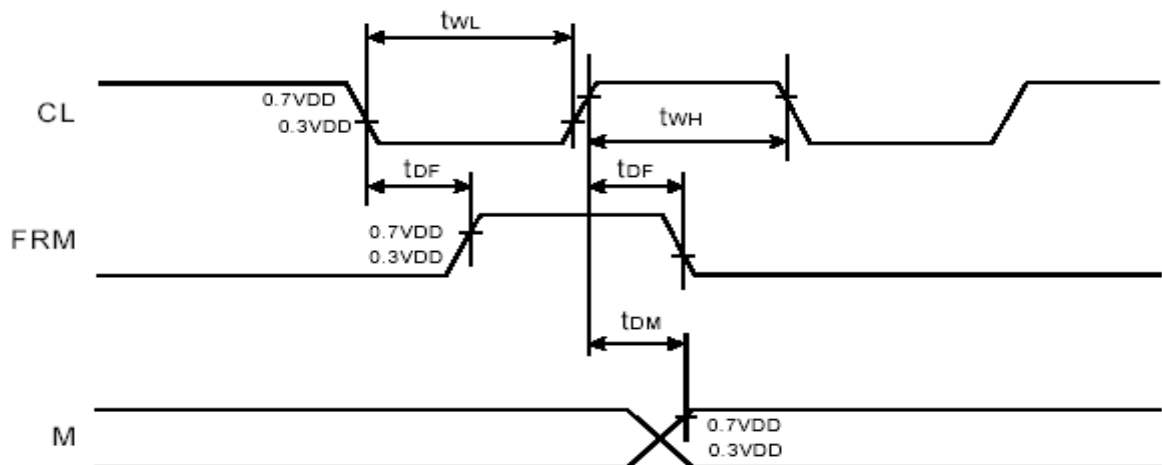 tWL
0.7VDD
CL
0.3VDD
tWH
tDF
tDF
0.7VDD
FRM
0.3VDD
tDM
0.7VDD
M
0.3VDD